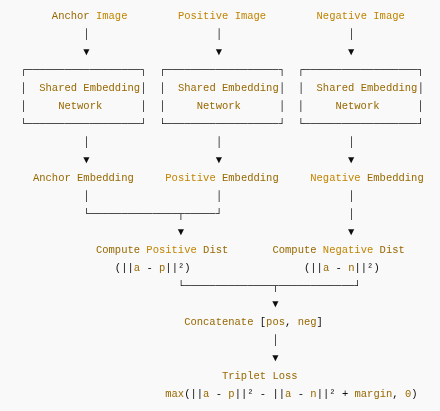 Anchor Image Positive Image Negative Image
Shared Embedding Shared Embedding Shared Embedding
Network Network Network
Anchor Embedding Positive Embedding Negative Embedding
Compute Positive Dist Compute Negative Dist
(||a - p||²) (||a - n||²)
Concatenate [pos, neg]
Triplet Loss
max(||a - p||² - ||a - n||² + margin, 0)